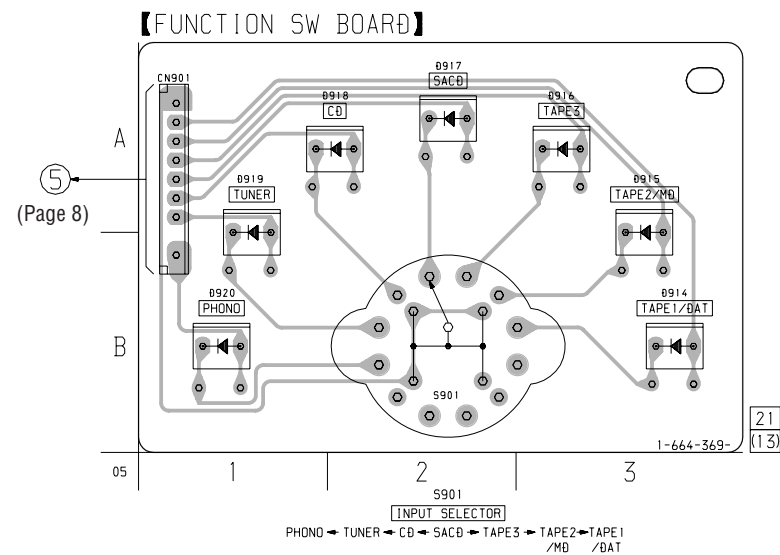 【FUNCTION SW BOARD】
D917
CN901
SACD
D918
D916
CD
TAPE3
A
5
D919
D915
(Page 8)
TUNER
TAPE2/MD
D920
D914
PHONO
TAPE1/DAT
B
S901
21
1-664-369-
(13)
05
1
2
3
S901
INPUT SELECTOR
PHONO ← TUNER ← CD ← SACD → TAPE3 → TAPE2 → TAPE1
/MD /DAT